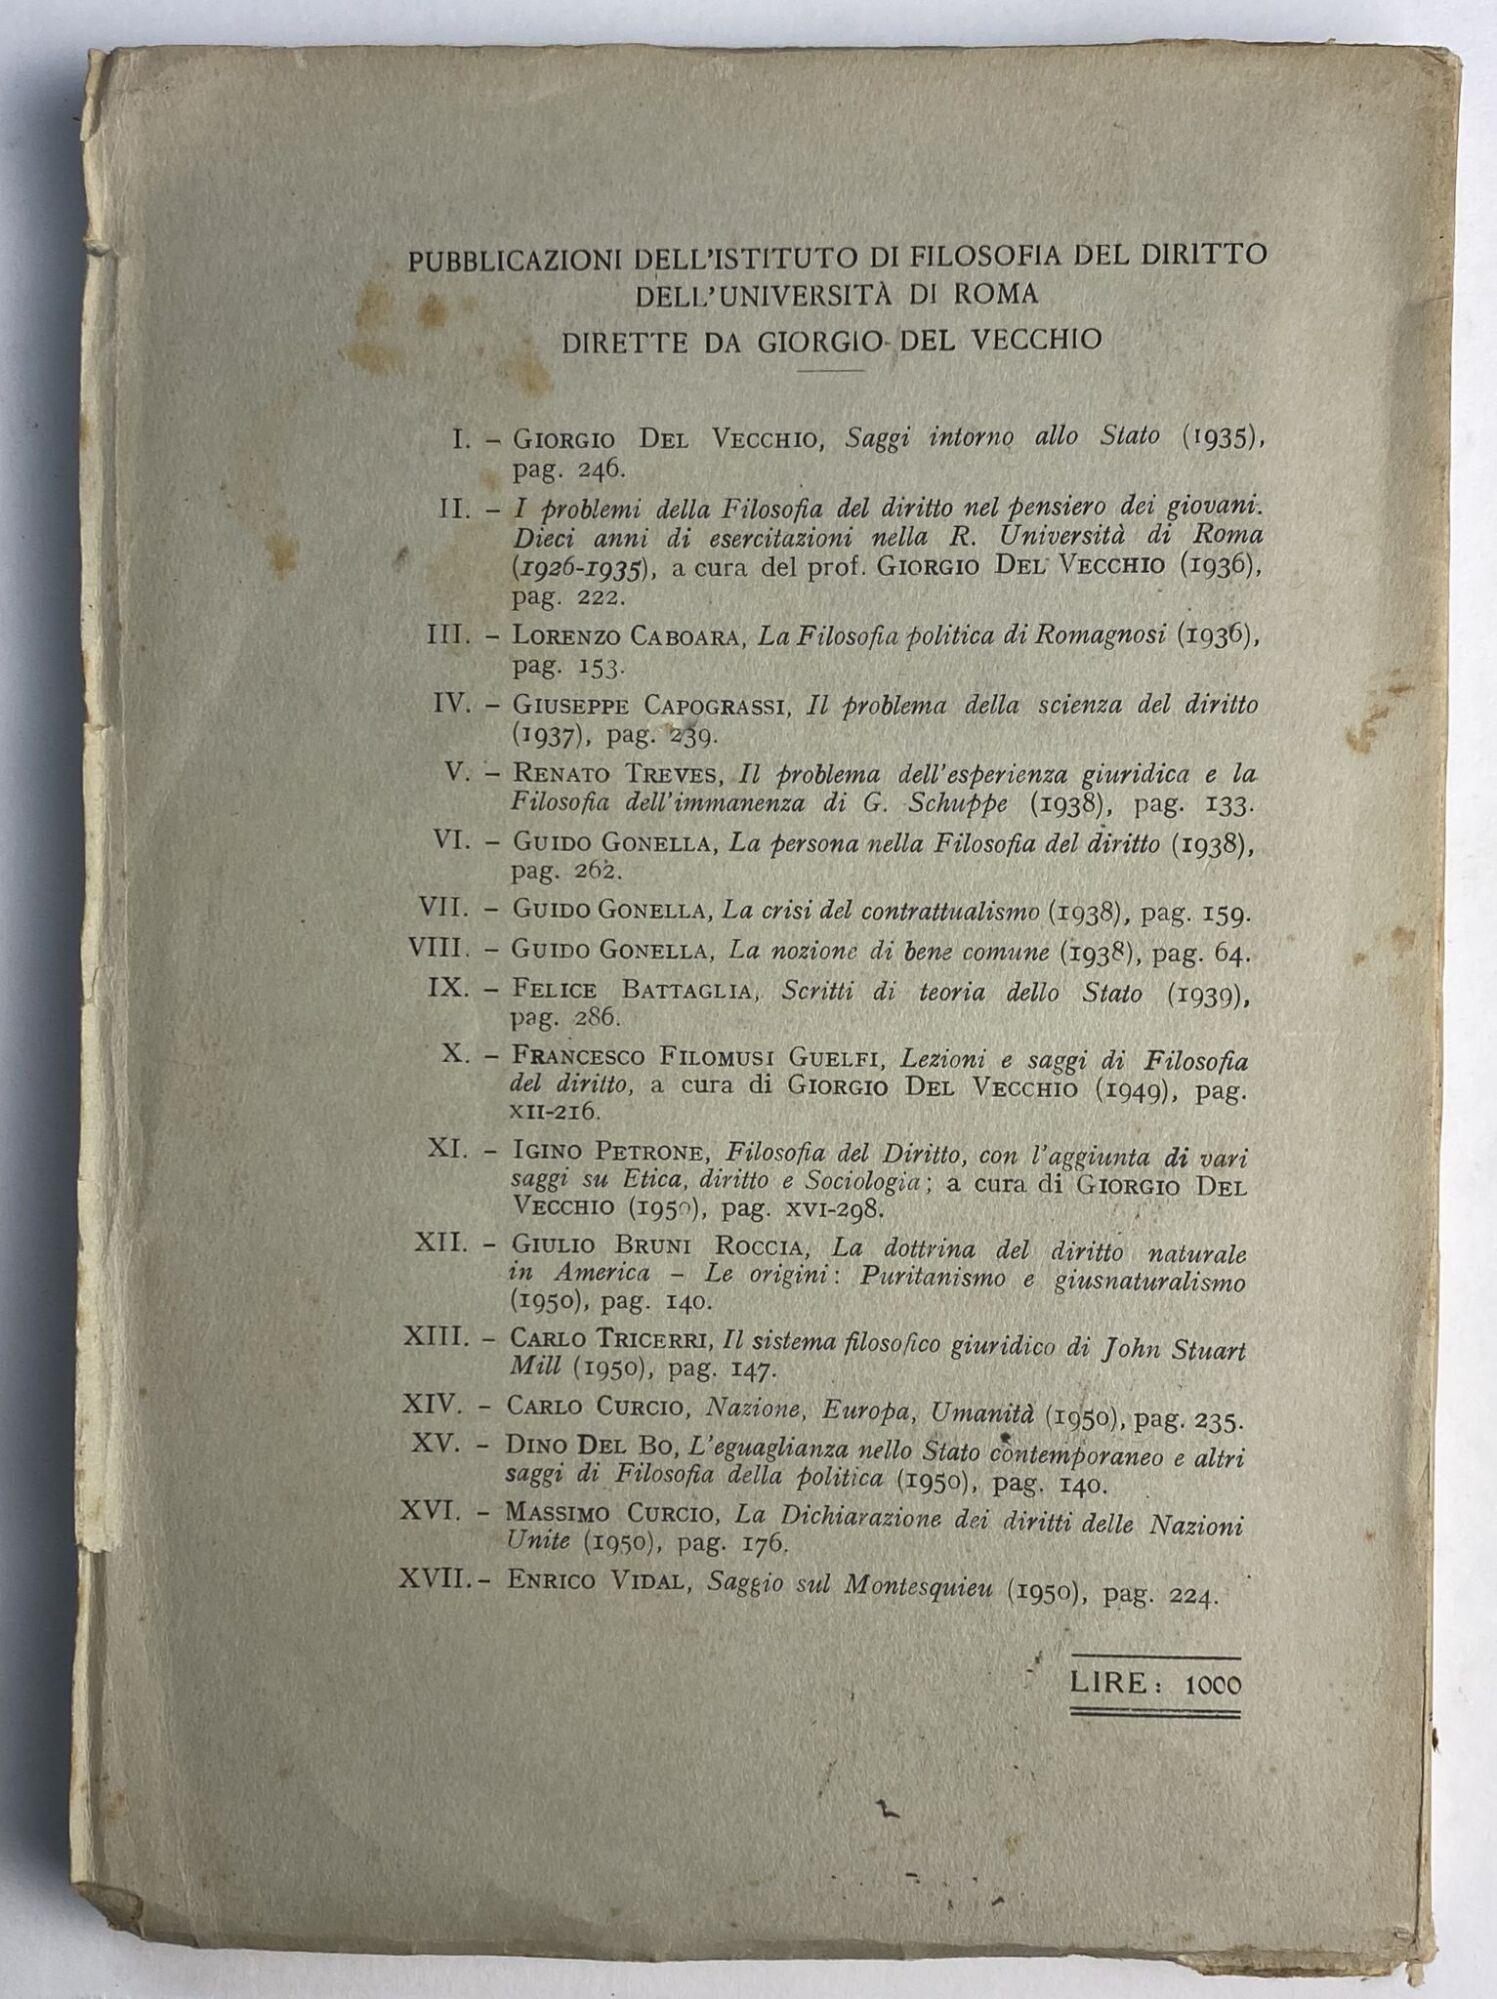 PUBBLICAZIONI DELL'ISTITUTO DI FILOSOFIA DEL DIRITTO
DELL'UNIVERSITÀ DI ROMA
DIRETTE DA GIORGIO DEL VECCHIO
I. – GIORGIO DEL VECCHIO, Saggi intorno allo Stato (1935),
pag. 246.
II. – I problemi della Filosofia del diritto nel pensiero dei giovani.
Dieci anni di esercitazioni nella R. Università di Roma
(1926-1935), a cura del prof. GIORGIO DEL VECCHIO (1936),
pag. 222.
III. – LORENZO CABOARA, La Filosofia politica di Romagnosi (1936),
pag. 153.
IV. – GIUSEPPE CAPOGRASSI, Il problema della scienza del diritto
(1937), pag. 239.
V. – RENATO TREVES, Il problema dell'esperienza giuridica e la
Filosofia dell'immanenza di G. Schuppe (1938), pag. 133.
VI. – GUIDO GONELLA, La persona nella Filosofia del diritto (1938),
pag. 262.
VII. – GUIDO GONELLA, La crisi del contrattualismo (1938), pag. 159.
VIII. – GUIDO GONELLA, La nozione di bene comune (1938), pag. 64.
IX. – FELICE BATTAGLIA, Scritti di teoria dello Stato (1939),
pag. 286.
X. – FRANCESCO FILOMUSI GUELFI, Lezioni e saggi di Filosofia
del diritto, a cura di GIORGIO DEL VECCHIO (1949), pag.
XII-216.
XI. – IGINO PETRONE, Filosofia del Diritto, con l'aggiunta di vari
saggi su Etica, diritto e Sociologia; a cura di GIORGIO DEL
VECCHIO (1950), pag. XVI-298.
XII. – GIULIO BRUNI ROCCIA, La dottrina del diritto naturale
in America – Le origini: Puritanismo e giusnaturalismo
(1950), pag. 140.
XIII. – CARLO TRICERRI, Il sistema filosofico giuridico di John Stuart
Mill (1950), pag. 147.
XIV. – CARLO CURCIO, Nazione, Europa, Umanità (1950), pag. 235.
XV. – DINO DEL BO, L'eguaglianza nello Stato contemporaneo e altri
saggi di Filosofia della politica (1950), pag. 140.
XVI. – MASSIMO CURCIO, La Dichiarazione dei diritti delle Nazioni
Unite (1950), pag. 176.
XVII. – ENRICO VIDAL, Saggio sul Montesquieu (1950), pag. 224.
LIRE: 1000